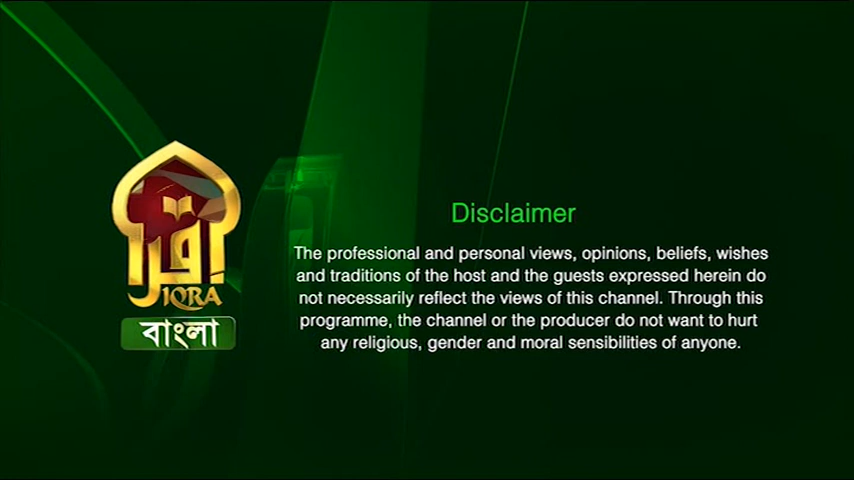 اقرأ
IQRA
বাংলা
Disclaimer
The professional and personal views, opinions, beliefs, wishes
and traditions of the host and the guests expressed herein do
not necessarily reflect the views of this channel. Through this
programme, the channel or the producer do not want to hurt
any religious, gender and moral sensibilities of anyone.